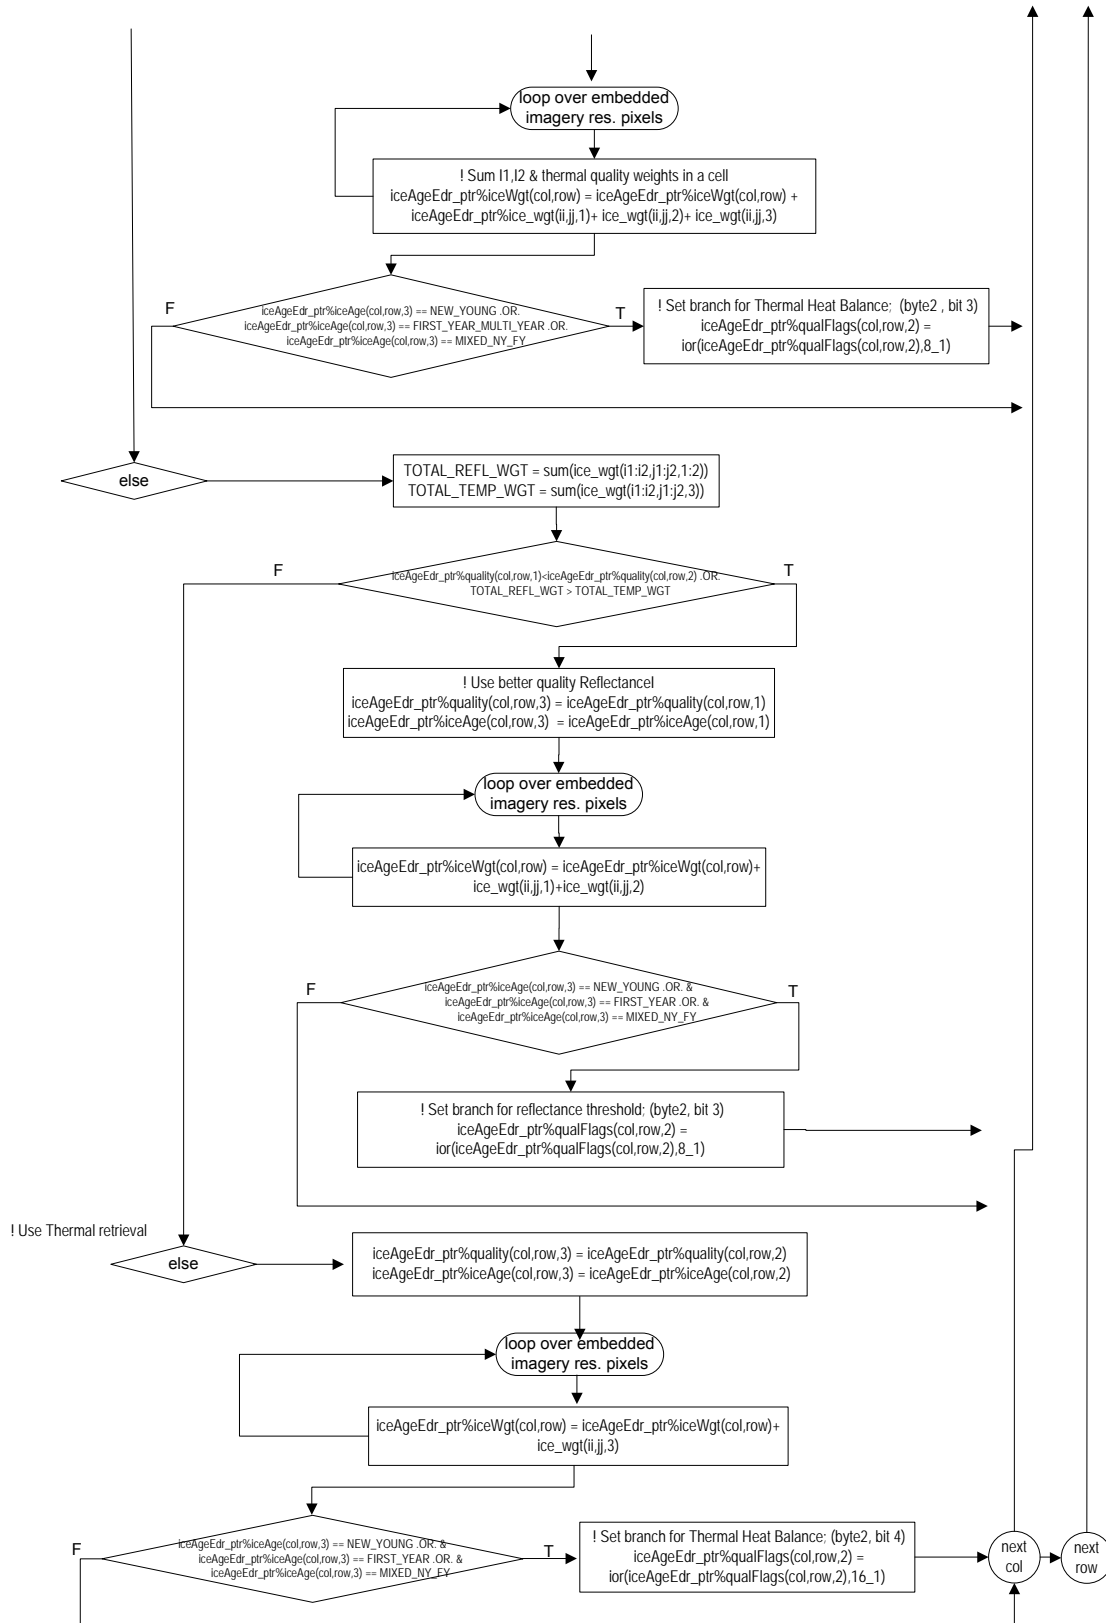 loop over embedded
imagery res. pixels
! Sum I1,I2 & thermal quality weights in a cell
iceAgeEdr_ptr%iceWgt(col,row) = iceAgeEdr_ptr%iceWgt(col,row) +
iceAgeEdr_ptr%ice_wgt(ii,jj,1)+ ice_wgt(ii,jj,2)+ ice_wgt(ii,jj,3)
F
iceAgeEdr_ptr%iceAge(col,row,3) == NEW_YOUNG .OR.
iceAgeEdr_ptr%iceAge(col,row,3) == FIRST_YEAR_MULTI_YEAR .OR.
iceAgeEdr_ptr%iceAge(col,row,3) == MIXED_NY_FY
T
! Set branch for Thermal Heat Balance; (byte2 , bit 3)
iceAgeEdr_ptr%qualFlags(col,row,2) =
ior(iceAgeEdr_ptr%qualFlags(col,row,2),8_1)
else
TOTAL_REFL_WGT = sum(ice_wgt(i1:i2,j1:j2,1:2))
TOTAL_TEMP_WGT = sum(ice_wgt(i1:i2,j1:j2,3))
F
iceAgeEdr_ptr%quality(col,row,1)<iceAgeEdr_ptr%quality(col,row,2) .OR.
TOTAL_REFL_WGT > TOTAL_TEMP_WGT
T
! Use better quality Reflectancel
iceAgeEdr_ptr%quality(col,row,3) = iceAgeEdr_ptr%quality(col,row,1)
iceAgeEdr_ptr%iceAge(col,row,3) = iceAgeEdr_ptr%iceAge(col,row,1)
loop over embedded
imagery res. pixels
iceAgeEdr_ptr%iceWgt(col,row) = iceAgeEdr_ptr%iceWgt(col,row)+
ice_wgt(ii,jj,1)+ice_wgt(ii,jj,2)
F
iceAgeEdr_ptr%iceAge(col,row,3) == NEW_YOUNG .OR. &
iceAgeEdr_ptr%iceAge(col,row,3) == FIRST_YEAR .OR. &
iceAgeEdr_ptr%iceAge(col,row,3) == MIXED_NY_FY
T
! Set branch for reflectance threshold; (byte2, bit 3)
iceAgeEdr_ptr%qualFlags(col,row,2) =
ior(iceAgeEdr_ptr%qualFlags(col,row,2),8_1)
! Use Thermal retrieval
else
iceAgeEdr_ptr%quality(col,row,3) = iceAgeEdr_ptr%quality(col,row,2)
iceAgeEdr_ptr%iceAge(col,row,3) = iceAgeEdr_ptr%iceAge(col,row,2)
loop over embedded
imagery res. pixels
iceAgeEdr_ptr%iceWgt(col,row) = iceAgeEdr_ptr%iceWgt(col,row)+
ice_wgt(ii,jj,3)
F
iceAgeEdr_ptr%iceAge(col,row,3) == NEW_YOUNG .OR. &
iceAgeEdr_ptr%iceAge(col,row,3) == FIRST_YEAR .OR. &
iceAgeEdr_ptr%iceAge(col,row,3) == MIXED_NY_FY
T
! Set branch for Thermal Heat Balance; (byte2, bit 4)
iceAgeEdr_ptr%qualFlags(col,row,2) =
ior(iceAgeEdr_ptr%qualFlags(col,row,2),16_1)
next
col
next
row